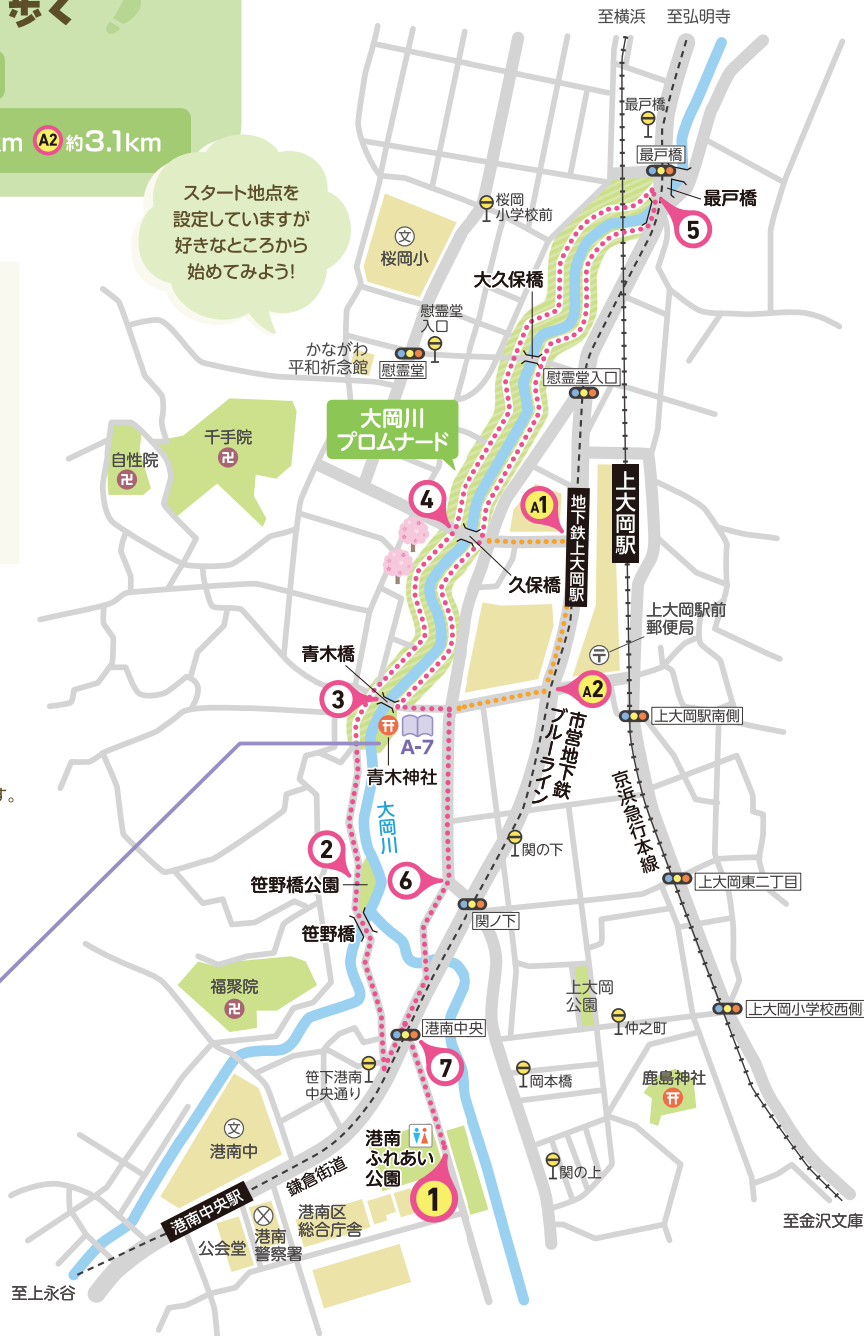 歩く
km A2 約3.1km
スタート地点を
設定していますが
好きなところから
始めてみよう!
至横浜
至弘明寺
最戸橋
最戸橋
最戸橋
5
桜岡
小学校前
文
桜岡小
大久保橋
慰霊堂
入口
かながわ
平和祈念館
慰霊堂
慰霊堂入口
大岡川
プロムナード
千手院
自性院
4
A1
地下鉄上大岡駅
上大岡駅
久保橋
上大岡駅前
郵便局
青木橋
3
A2
上大岡駅南側
A-7
青木神社
市営地下鉄
ブルーライン
す。
大岡川
京浜急行本線
2
関の下
笹野橋公園
6
上大岡東二丁目
笹野橋
関ノ下
福聚院
上大岡
公園
上大岡小学校西側
仲之町
港南中央
7
笹下港南
中央通り
岡本橋
鹿島神社
文
港南中
港南
ふれあい
公園
1
関の上
鎌倉街道
港南中央駅
港南区
総合庁舎
公会堂
港南
警察署
至金沢文庫
至上永谷